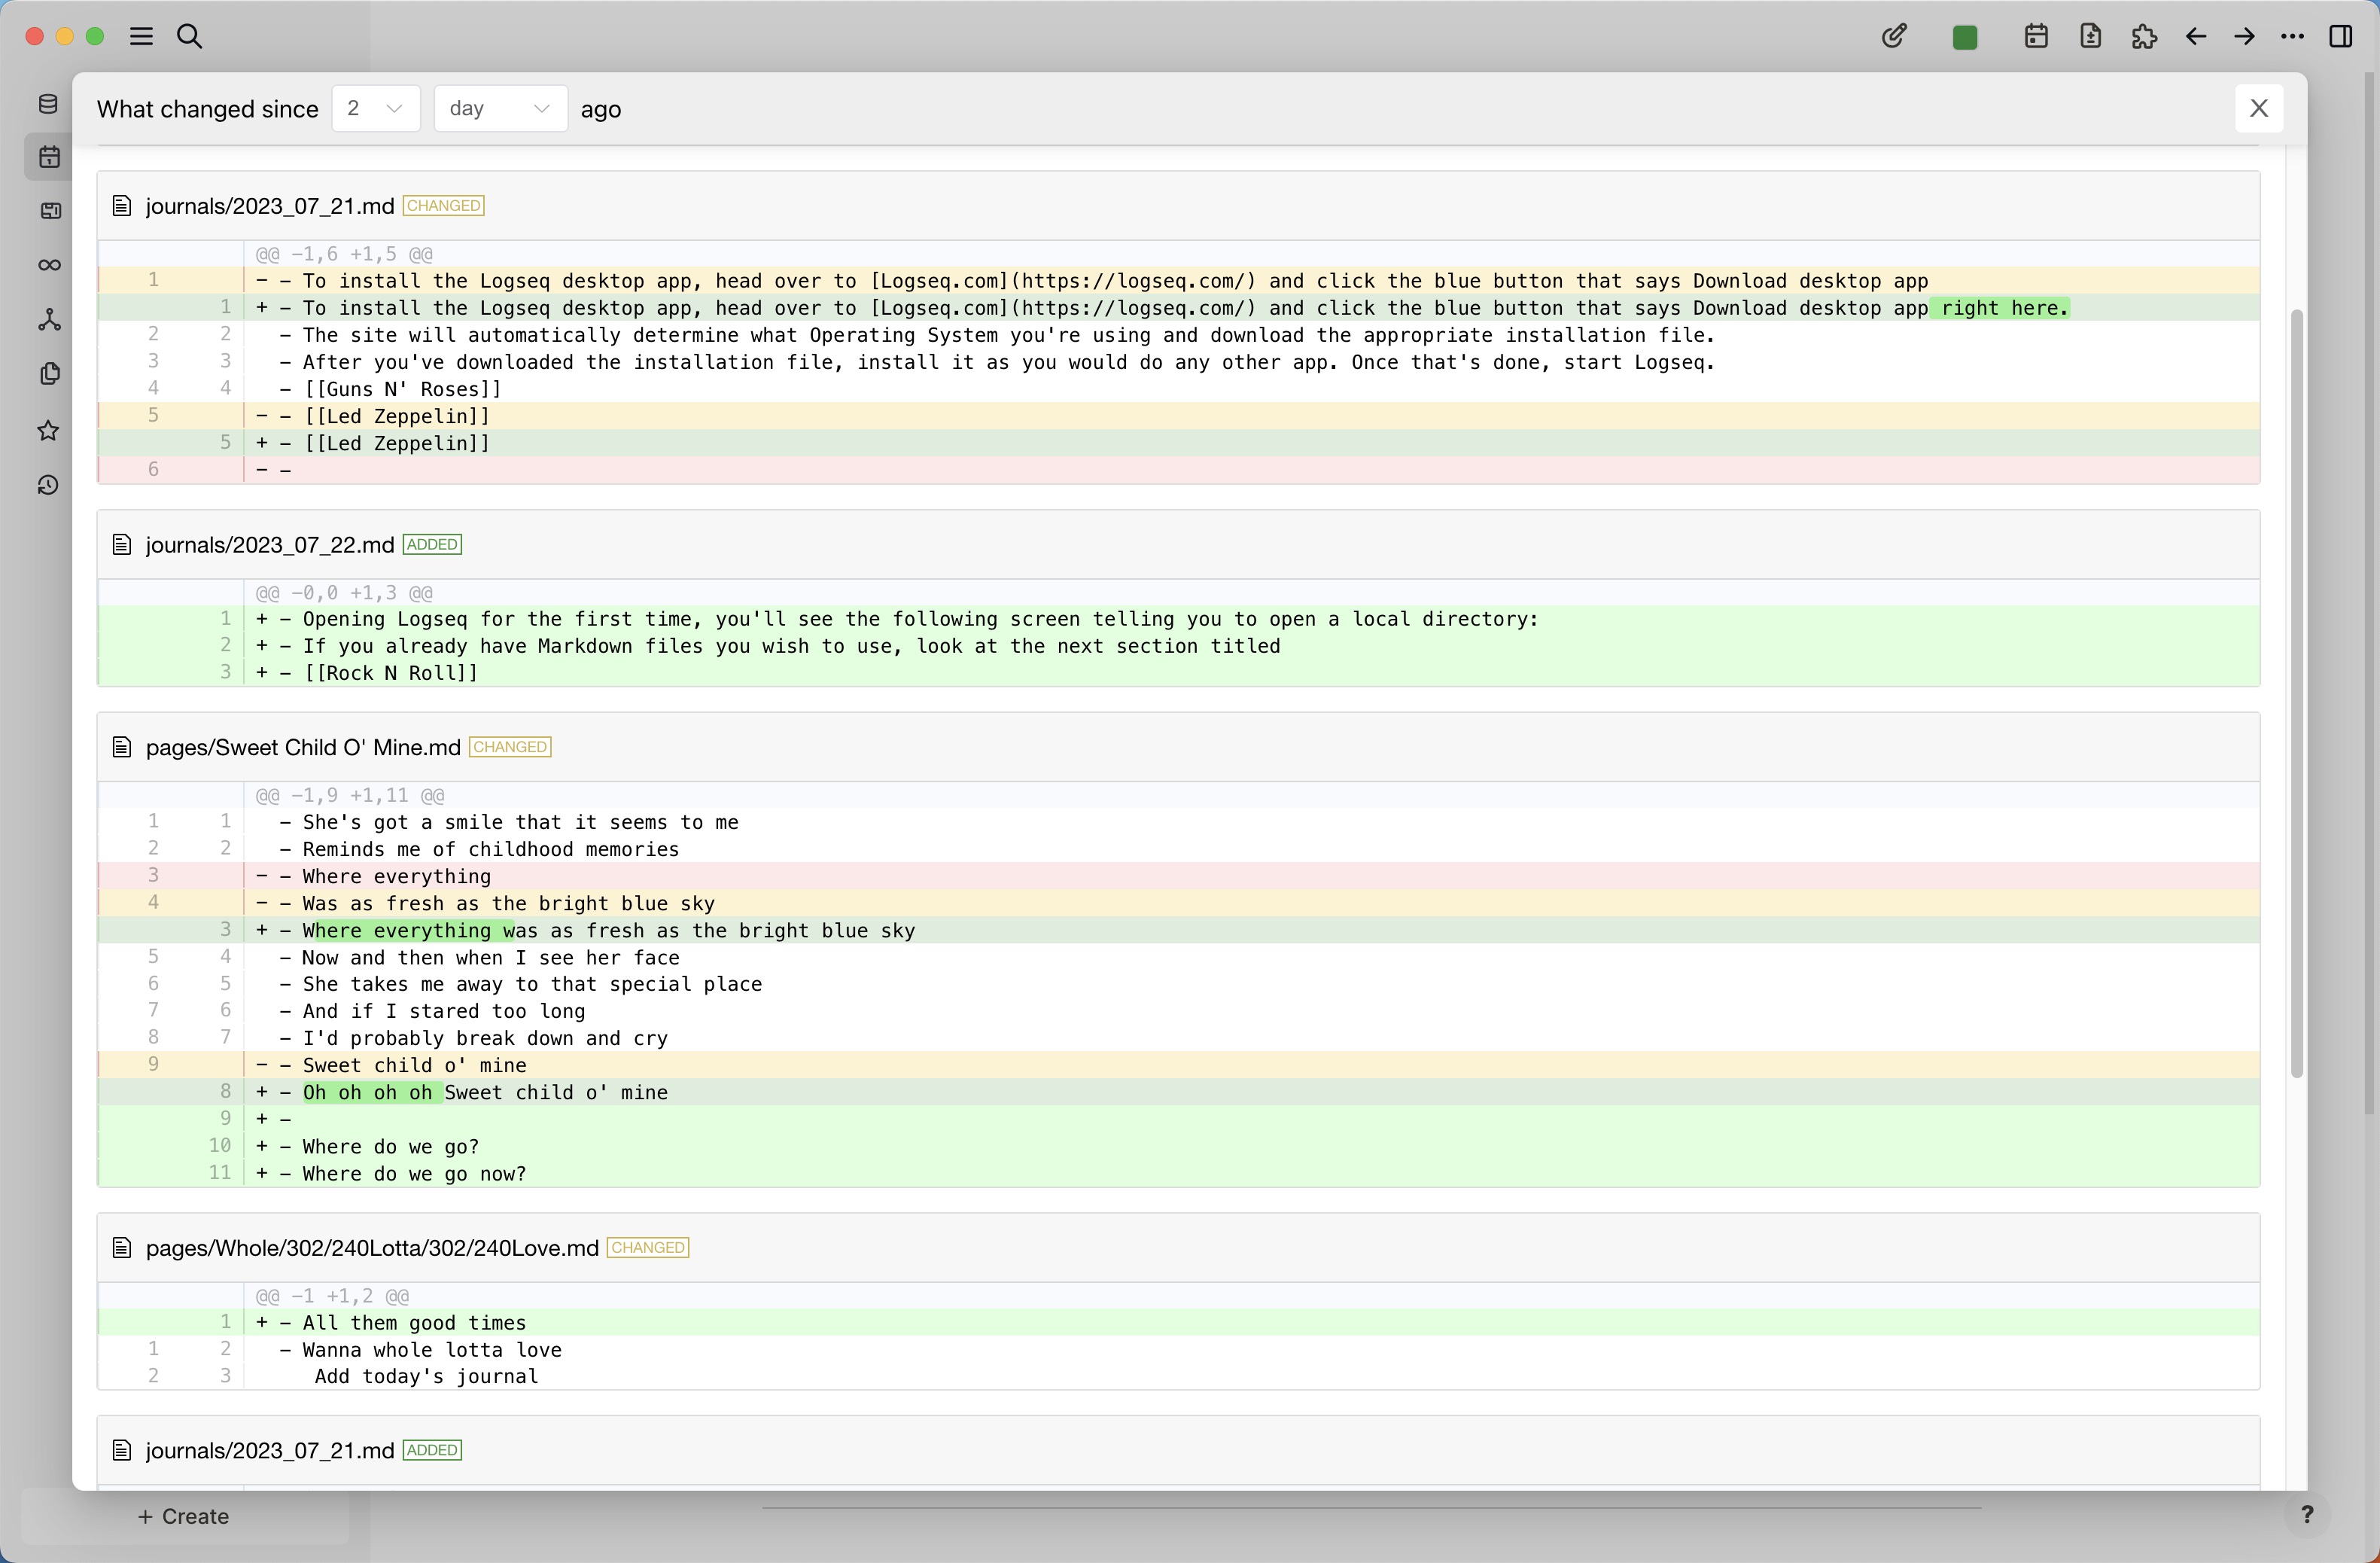 What changed since 2 day ago
X
journals/2023_07_21.md CHANGED
@@ -1,6 +1,5 @@
1 - - To install the Logseq desktop app, head over to [Logseq.com](https://logseq.com/) and click the blue button that says Download desktop app
1 + - To install the Logseq desktop app, head over to [Logseq.com](https://logseq.com/) and click the blue button that says Download desktop app right here.
2 2 - The site will automatically determine what Operating System you're using and download the appropriate installation file.
3 3 - After you've downloaded the installation file, install it as you would do any other app. Once that's done, start Logseq.
4 4 - [[Guns N' Roses]]
5 - - [[Led Zeppelin]]
5 + - [[Led Zeppelin]]
6 - -
journals/2023_07_22.md ADDED
@@ -0,0 +1,3 @@
1 + - Opening Logseq for the first time, you'll see the following screen telling you to open a local directory:
2 + - If you already have Markdown files you wish to use, look at the next section titled
3 + - [[Rock N Roll]]
pages/Sweet Child O' Mine.md CHANGED
@@ -1,9 +1,11 @@
1 1 - She's got a smile that it seems to me
2 2 - Reminds me of childhood memories
3 - - Where everything
4 - - Was as fresh as the bright blue sky
3 + - Where everything was as fresh as the bright blue sky
5 4 - Now and then when I see her face
6 5 - She takes me away to that special place
7 6 - And if I stared too long
8 7 - I'd probably break down and cry
9 - - Sweet child o' mine
8 + - Oh oh oh oh Sweet child o' mine
9 + -
10 + - Where do we go?
11 + - Where do we go now?
pages/Whole/302/240Lotta/302/240Love.md CHANGED
@@ -1 +1,2 @@
1 + - All them good times
1 2 - Wanna whole lotta love
2 3 Add today's journal
journals/2023_07_21.md ADDED
+ Create
?